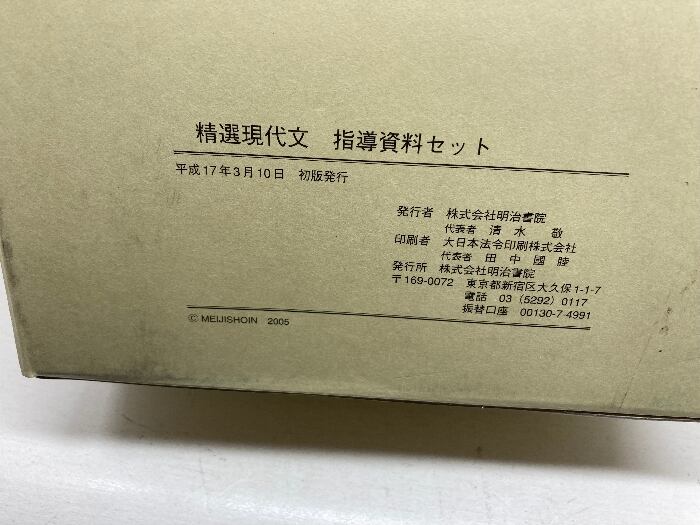 精選現代文　指導資料セット
平成17年3月10日　初版発行
発行者　株式会社明治書院
代表者　清　水　　敬
印刷者　大日本法令印刷株式会社
代表者　田　中　國　睦
発行所　株式会社明治書院
〒169-0072　東京都新宿区大久保1-1-7
電話　03（5292）0117
振替口座　00130-7-4991
© MEIJISHOIN　2005